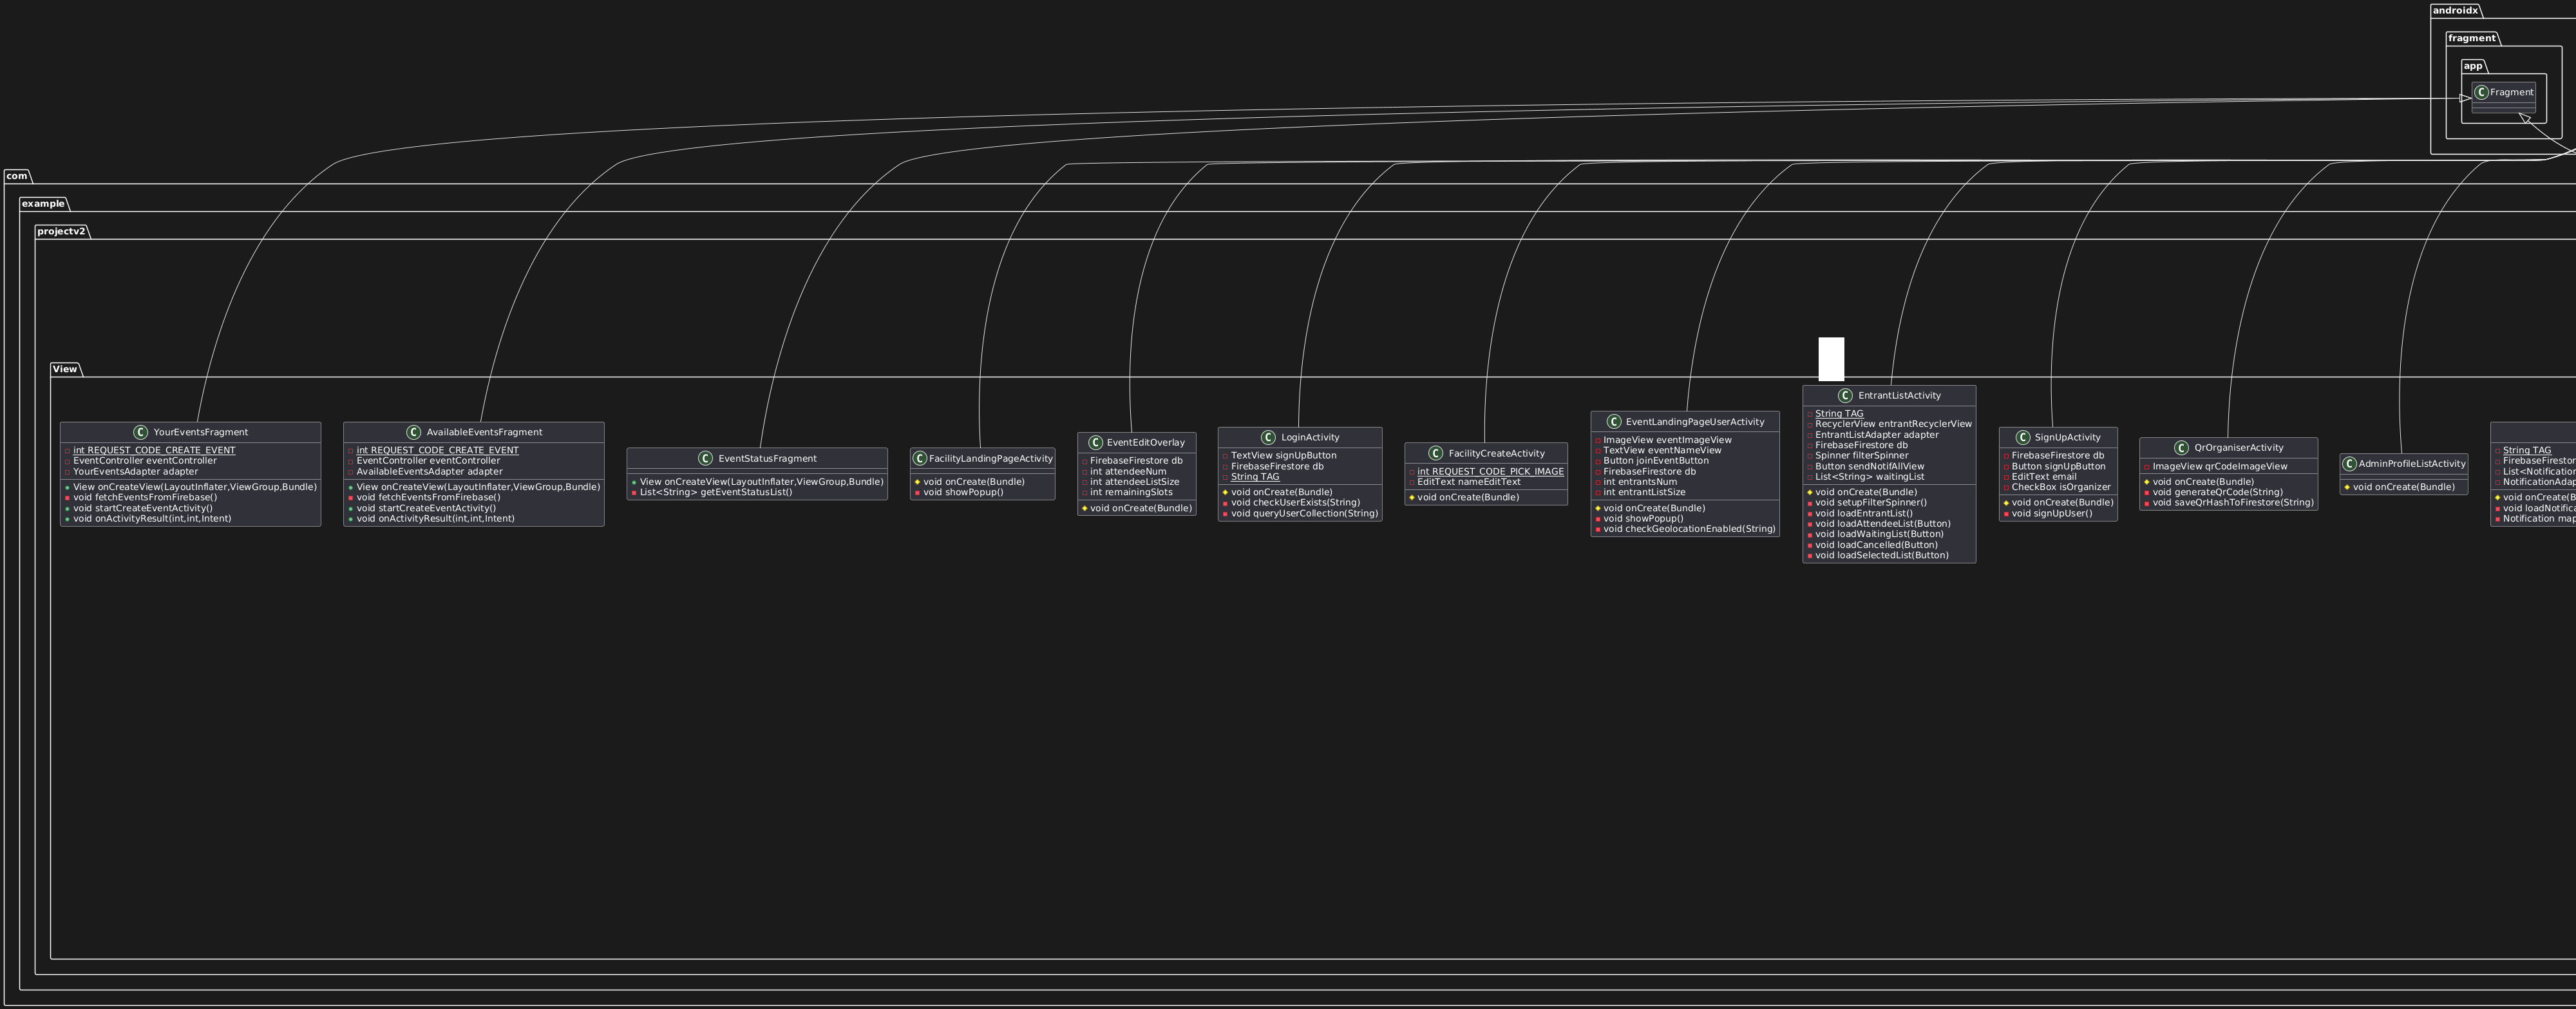 androidx
fragment
app
Fragment
com
example
projectv2
View
YourEventsFragment
int REQUEST_CODE_CREATE_EVENT
EventController eventController
YourEventsAdapter adapter
View onCreateView(LayoutInflater,ViewGroup,Bundle)
void fetchEventsFromFirebase()
void startCreateEventActivity()
void onActivityResult(int,int,Intent)
AvailableEventsFragment
int REQUEST_CODE_CREATE_EVENT
EventController eventController
AvailableEventsAdapter adapter
View onCreateView(LayoutInflater,ViewGroup,Bundle)
void fetchEventsFromFirebase()
void startCreateEventActivity()
void onActivityResult(int,int,Intent)
EventStatusFragment
View onCreateView(LayoutInflater,ViewGroup,Bundle)
List<String> getEventStatusList()
FacilityLandingPageActivity
void onCreate(Bundle)
void showPopup()
EventEditOverlay
FirebaseFirestore db
int attendeeNum
int attendeeListSize
int remainingSlots
void onCreate(Bundle)
LoginActivity
TextView signUpButton
FirebaseFirestore db
String TAG
void onCreate(Bundle)
void checkUserExists(String)
void queryUserCollection(String)
FacilityCreateActivity
int REQUEST_CODE_PICK_IMAGE
EditText nameEditText
void onCreate(Bundle)
EventLandingPageUserActivity
ImageView eventImageView
TextView eventNameView
Button joinEventButton
FirebaseFirestore db
int entrantsNum
int entrantListSize
void onCreate(Bundle)
void showPopup()
void checkGeolocationEnabled(String)
EntrantListActivity
String TAG
RecyclerView entrantRecyclerView
EntrantListAdapter adapter
FirebaseFirestore db
Spinner filterSpinner
Button sendNotifAllView
List<String> waitingList
void onCreate(Bundle)
void setupFilterSpinner()
void loadEntrantList()
void loadAttendeeList(Button)
void loadWaitingList(Button)
void loadCancelled(Button)
void loadSelectedList(Button)
SignUpActivity
FirebaseFirestore db
Button signUpButton
EditText email
CheckBox isOrganizer
void onCreate(Bundle)
void signUpUser()
QrOrganiserActivity
ImageView qrCodeImageView
void onCreate(Bundle)
void generateQrCode(String)
void saveQrHashToFirestore(String)
AdminProfileListActivity
void onCreate(Bundle)
String TAG
FirebaseFirestor
List<Notification
NotificationAdap
void onCreate(B
void loadNotifica
Notification map